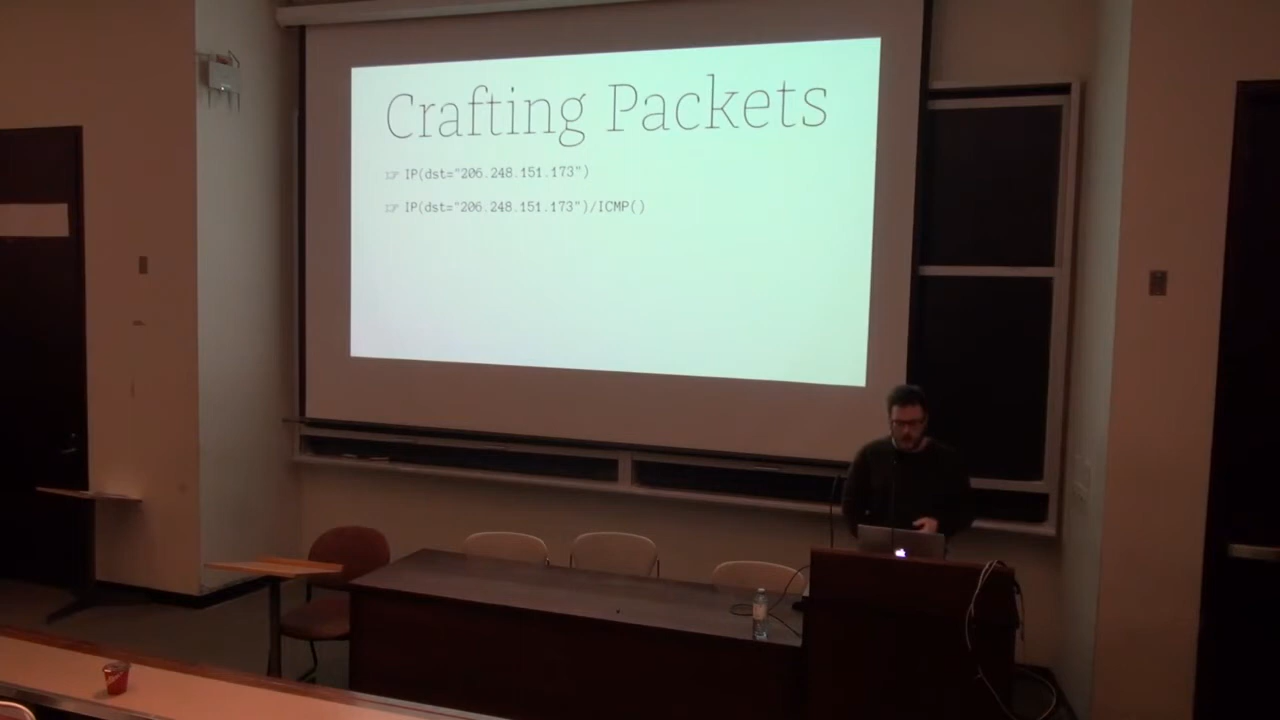 Crafting Packets
☞ IP(dst="206.248.151.173")
☞ IP(dst="206.248.151.173")/ICMP()